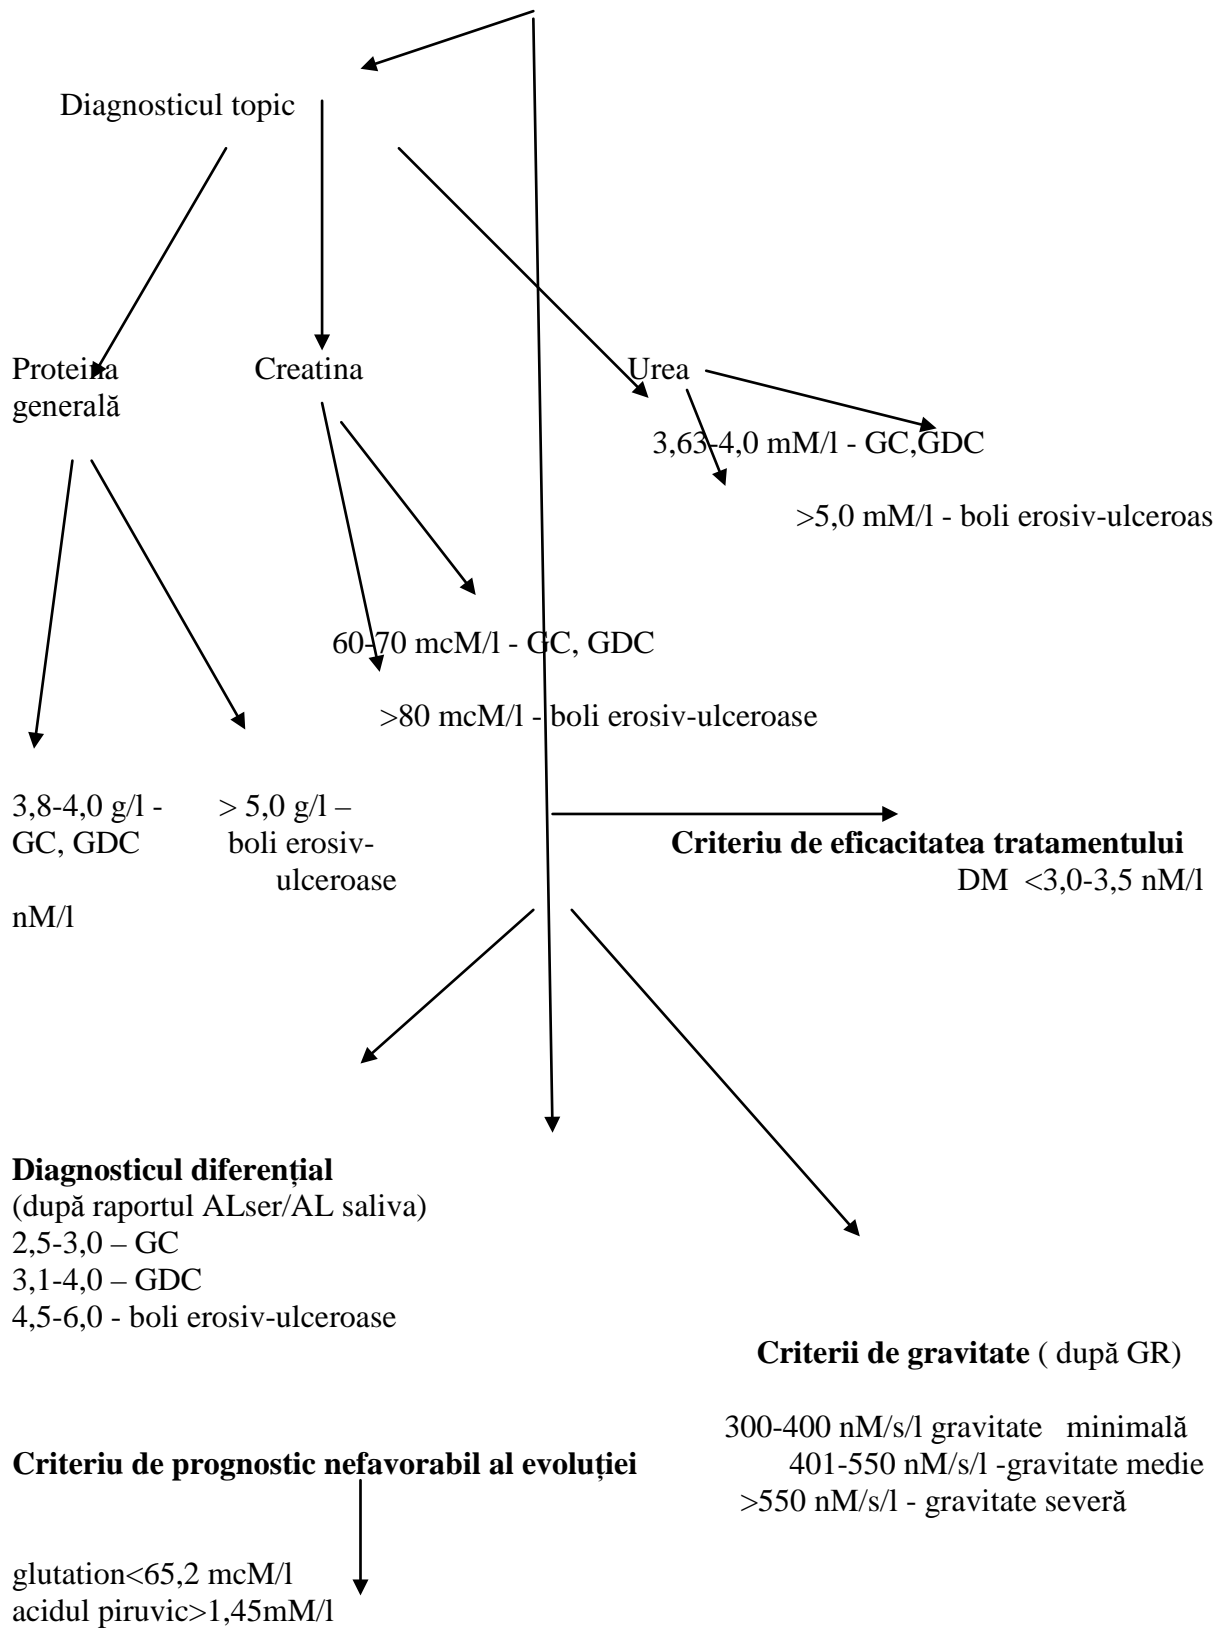 Diagnosticul topic
Proteina Creatina Urea
generală
3,63-4,0 mM/l - GC,GDC
>5,0 mM/l - boli erosiv-ulceroas
60-70 mcM/l - GC, GDC
>80 mcM/l - boli erosiv-ulceroase
3,8-4,0 g/l - > 5,0 g/l –
GC, GDC boli erosiv-
ulceroase
nM/l
Criteriu de eficacitatea tratamentului
DM <3,0-3,5 nM/l
Diagnosticul diferențial
(după raportul ALser/AL saliva)
2,5-3,0 – GC
3,1-4,0 – GDC
4,5-6,0 - boli erosiv-ulceroase
Criterii de gravitate ( după GR)
300-400 nM/s/l gravitate minimală
401-550 nM/s/l -gravitate medie
>550 nM/s/l - gravitate severă
Criteriu de prognostic nefavorabil al evoluției
glutation<65,2 mcM/l
acidul piruvic>1,45mM/l